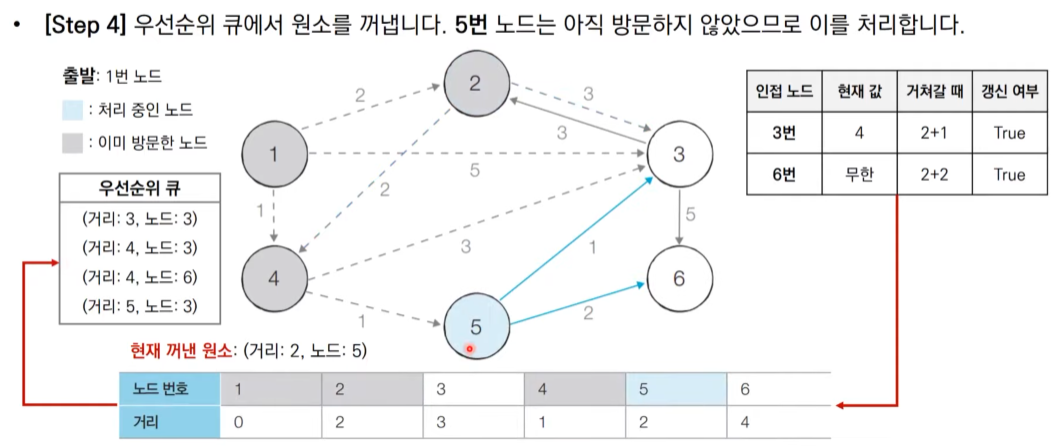 • [Step 4] 우선순위 큐에서 원소를 꺼냅니다. 5번 노드는 아직 방문하지 않았으므로 이를 처리합니다.
출발: 1번 노드
: 처리 중인 노드
: 이미 방문한 노드
우선순위 큐
(거리: 3, 노드: 3)
(거리: 4, 노드: 3)
(거리: 4, 노드: 6)
(거리: 5, 노드: 3)
2
2
3
3
1
5
3
1
2
5
4
3
1
6
1
5
2
인접 노드 현재 값 거쳐갈 때 갱신 여부
3번 4 2+1 True
6번 무한 2+2 True
현재 꺼낸 원소: (거리: 2, 노드: 5)
노드 번호 1 2 3 4 5 6
거리 0 2 3 1 2 4